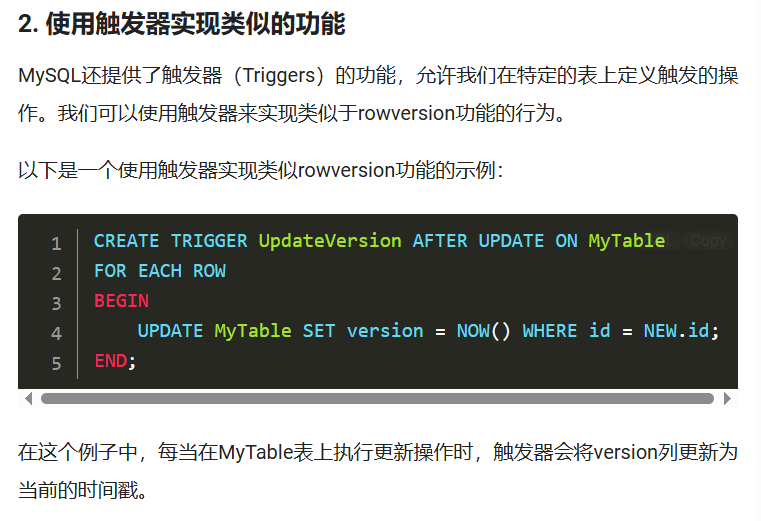 2. 使用触发器实现类似的功能
MySQL还提供了触发器（Triggers）的功能，允许我们在特定的表上定义触发的操
作。我们可以使用触发器来实现类似于rowversion功能的行为。
以下是一个使用触发器实现类似rowversion功能的示例：
1 CREATE TRIGGER UpdateVersion AFTER UPDATE ON MyTable Copy
2 FOR EACH ROW
3 BEGIN
4     UPDATE MyTable SET version = NOW() WHERE id = NEW.id;
5 END;
在这个例子中，每当在MyTable表上执行更新操作时，触发器会将version列更新为
当前的时间戳。